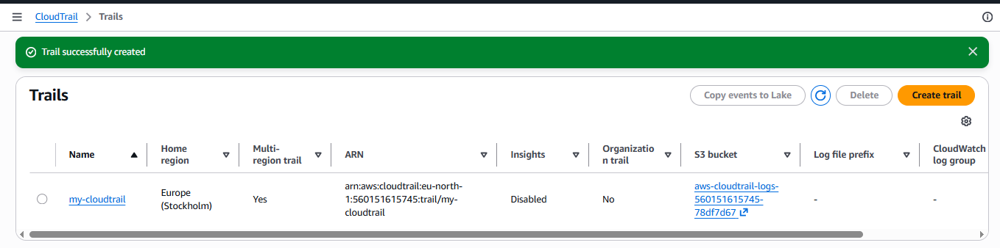 CloudTrail > Trails
Trail successfully created
Trails
Copy events to Lake
Delete
Create trail
Name
Home
region
Multi-
region trail
ARN
Insights
Organizatio
n trail
S3 bucket
Log file prefix
CloudWatch
log group
my-cloudtrail
Europe
(Stockholm)
Yes
arn:aws:cloudtrail:eu-north-
1:560151615745:trail/my-
cloudtrail
Disabled
No
aws-cloudtrail-logs-
560151615745-
78df7d67
-
-